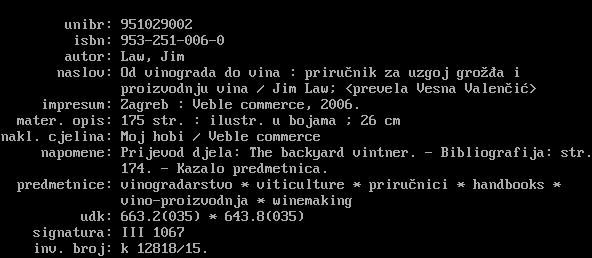 unibr: 951029002
isbn: 953-251-006-0
autor: Law, Jim
naslov: Od vinograda do vina : priručnik za uzgoj grožđa i
proizvodnju vina / Jim Law; <prevela Vesna Valenčić>
impresum: Zagreb : Veble commerce, 2006.
mater. opis: 175 str. : ilustr. u bojama ; 26 cm
nakl. cjelina: Moj hobi / Veble commerce
napomene: Prijevod djela: The backyard vintner. - Bibliografija: str.
174. - Kazalo predmetnica.
predmetnice: vinogradarstvo * viticulture * priručnici * handbooks *
vino-proizvodnja * winemaking
udk: 663.2(035) * 643.8(035)
signatura: III 1067
inv. broj: k 12818/15.